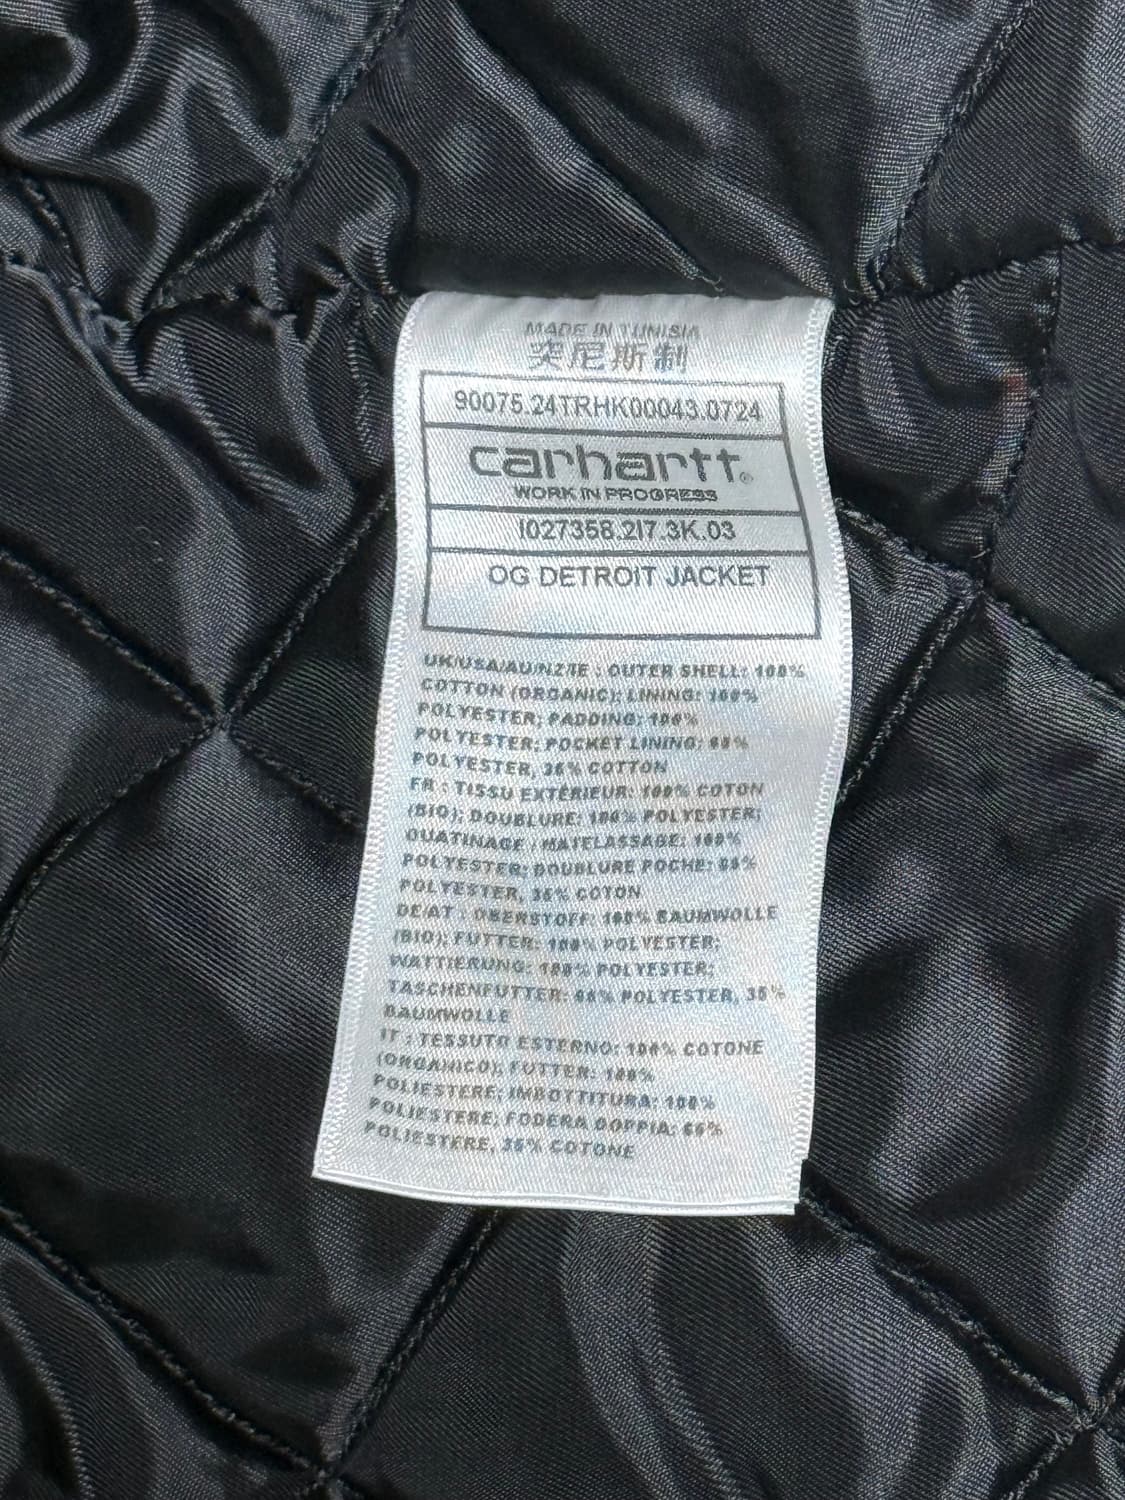 MADE IN TUNISIA
突尼斯制
90075.24TRHK00043.0724
carhartt®
WORK IN PROGRESS
I027358.2I7.3K.03
OG DETROIT JACKET
UK/USA/AU/NZ/IE : OUTER SHELL: 100%
COTTON (ORGANIC); LINING: 100%
POLYESTER; PADDING: 100%
POLYESTER; POCKET LINING: 65%
POLYESTER, 35% COTTON
FR : TISSU EXTÉRIEUR: 100% COTON
(BIO); DOUBLURE: 100% POLYESTER;
OUATINAGE / MATELASSAGE: 100%
POLYESTER; DOUBLURE POCHE: 65%
POLYESTER, 35% COTON
DE/AT : OBERSTOFF: 100% BAUMWOLLE
(BIO); FUTTER: 100% POLYESTER;
WATTIERUNG: 100% POLYESTER;
TASCHENFUTTER: 65% POLYESTER, 35%
BAUMWOLLE
IT : TESSUTO ESTERNO: 100% COTONE
(ORGANICO); FUTTER: 100%
POLIESTERE; IMBOTTITURA: 100%
POLIESTERE; FODERA DOPPIA: 65%
POLIESTERE, 35% COTONE